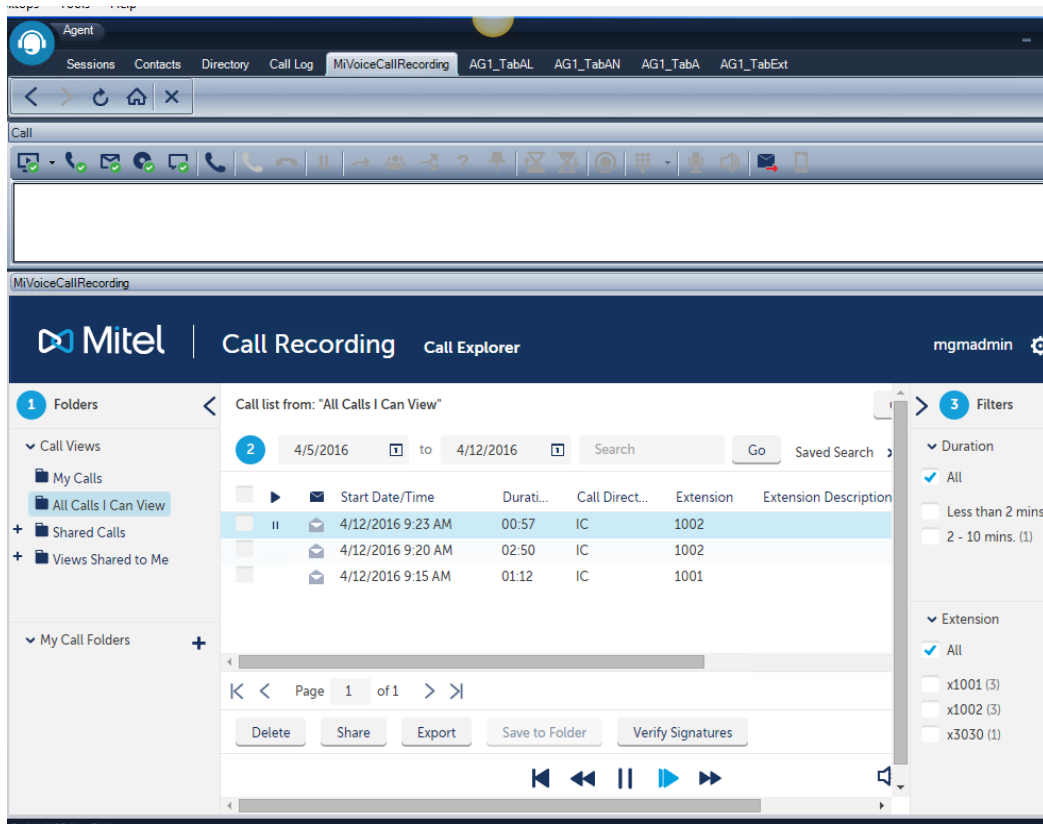 Agent
Sessions Contacts Directory Call Log MiVoiceCallRecording AG1_TabAL AG1_TabAN AG1_TabA AG1_TabExt
Call
MiVoiceCallRecording
Mitel Call Recording Call Explorer mgmadmin
1 Folders
Call list from: "All Calls I Can View"
3 Filters
Call Views
2 4/5/2016 to 4/12/2016 Search Go Saved Search
Duration
My Calls
All
All Calls I Can View
Start Date/Time Durati... Call Direct... Extension Extension Description
Less than 2 mins
Shared Calls
4/12/2016 9:23 AM 00:57 IC 1002
2 - 10 mins. (1)
Views Shared to Me
4/12/2016 9:20 AM 02:50 IC 1002
4/12/2016 9:15 AM 01:12 IC 1001
Extension
My Call Folders
All
Page 1 of 1
x1001 (3)
x1002 (3)
Delete Share Export Save to Folder Verify Signatures
x3030 (1)